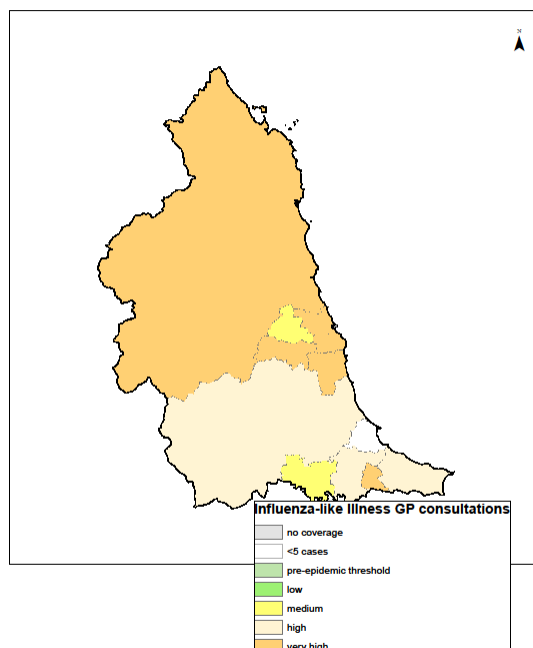 N
Influenza-like Illness GP consultations
no coverage
<5 cases
pre-epidemic threshold
low
medium
high
very high